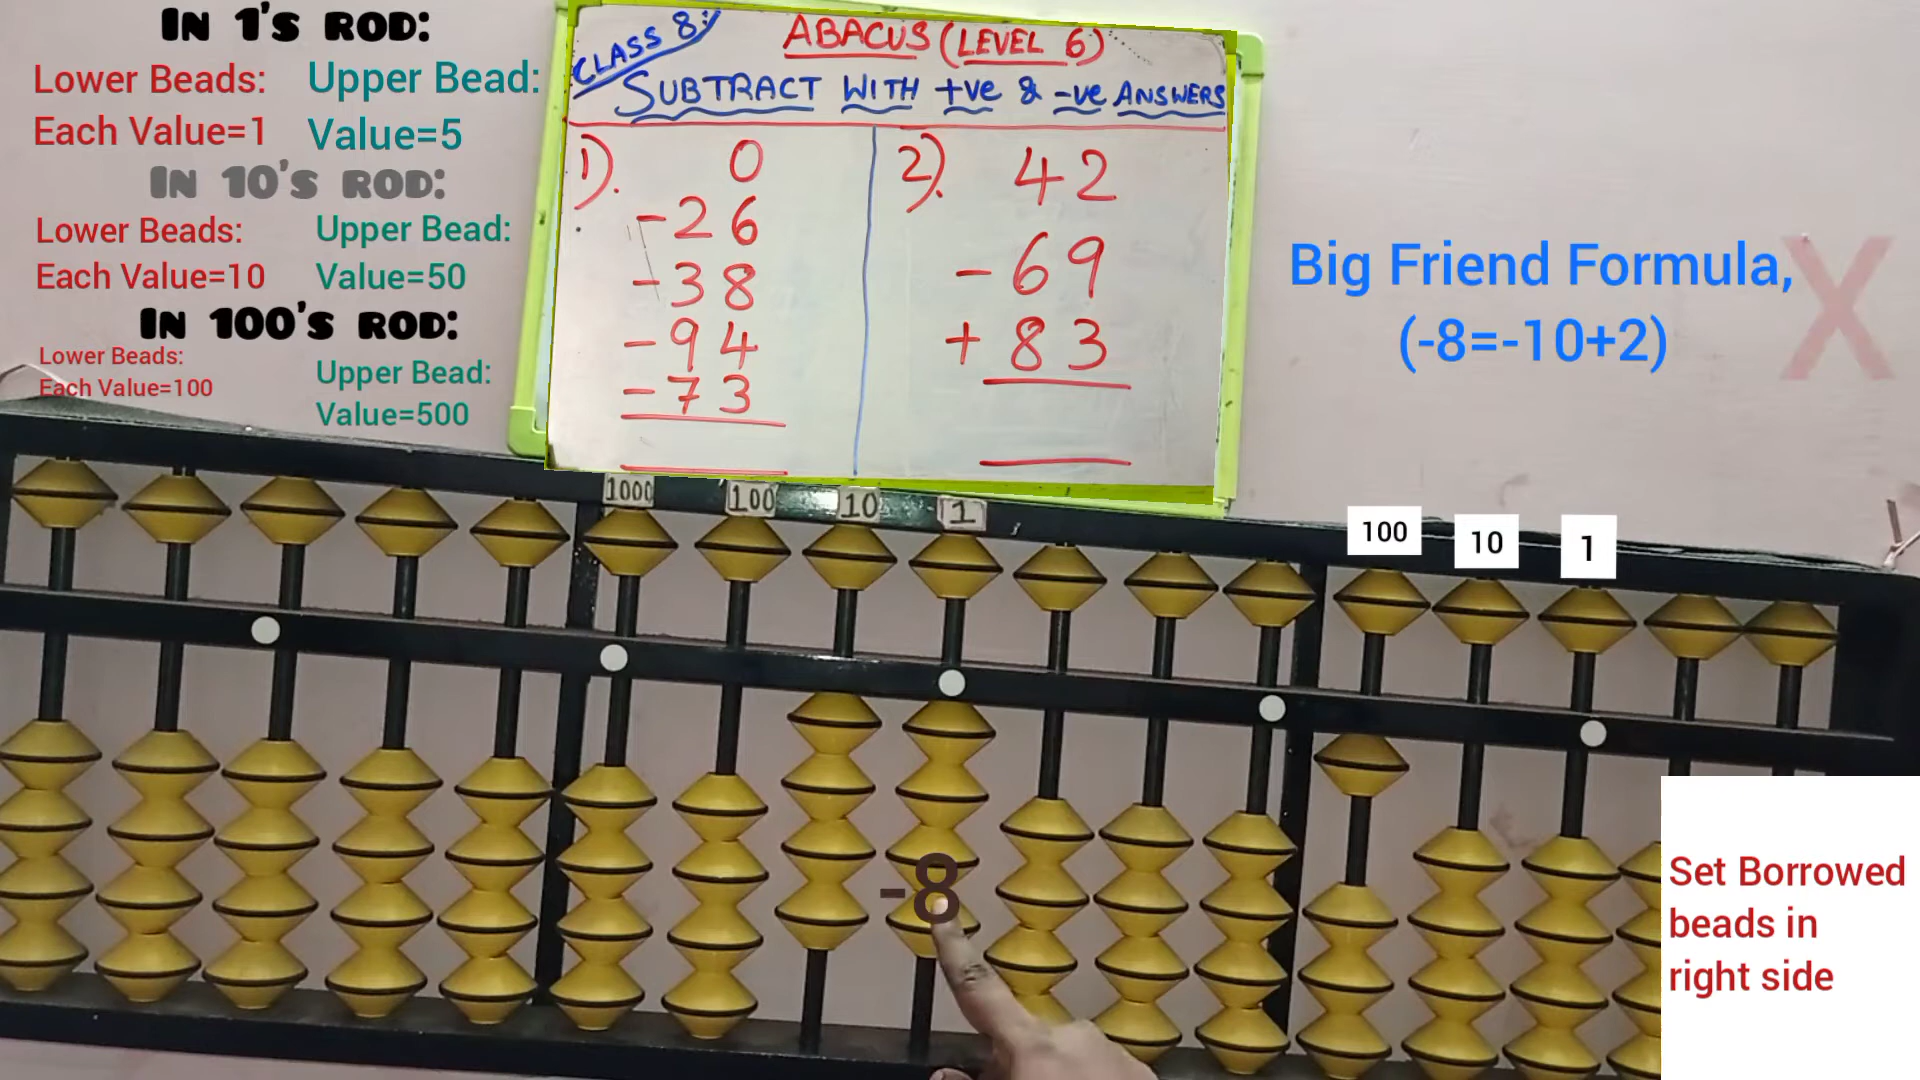 IN 1'S ROD:
Lower Beads: Upper Bead:
Each Value=1 Value=5
IN 10'S ROD:
Lower Beads: Upper Bead:
Each Value=10 Value=50
IN 100'S ROD:
Lower Beads: Upper Bead:
Each Value=100 Value=500
CLASS 8:
ABACUS (LEVEL 6)
SUBTRACT WITH +ve & -ve ANSWERS
1). 0
-26
-38
-94
-73
2). 42
-69
+83
Big Friend Formula,
(-8=-10+2)
X
1000 100 10 1
100 10 1
-8
Set Borrowed
beads in
right side